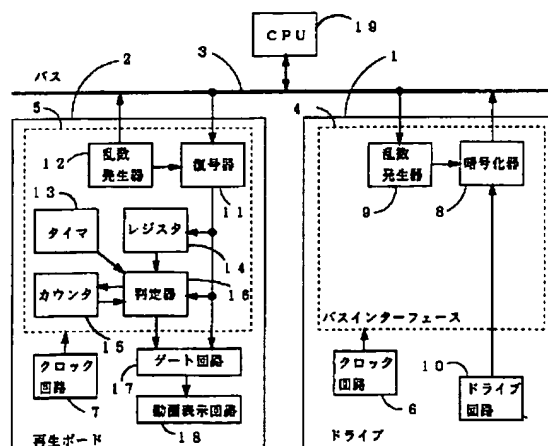 CPU
19
バス
2
3
1
5
4
12
乱数
発生器
復号器
11
乱数
発生器
9
暗号化器
8
13
タイマ
レジスタ
14
カウンタ
15
判定器
16
バスインターフェース
クロック
回路
7
ゲート回路
17
動画表示回路
18
再生ボード
クロック
回路
6
10
ドライブ
回路
ドライブ